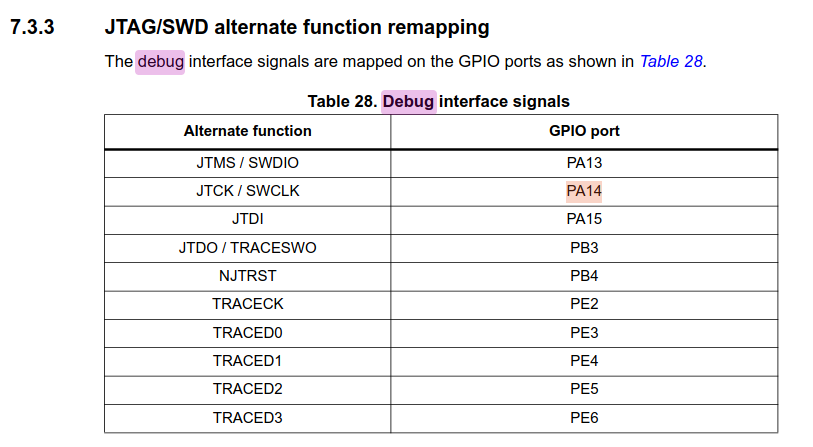 7.3.3 JTAG/SWD alternate function remapping
The debug interface signals are mapped on the GPIO ports as shown in Table 28.
Table 28. Debug interface signals
Alternate function GPIO port
JTMS / SWDIO PA13
JTCK / SWCLK PA14
JTDI PA15
JTDO / TRACESWO PB3
NJTRST PB4
TRACECK PE2
TRACED0 PE3
TRACED1 PE4
TRACED2 PE5
TRACED3 PE6